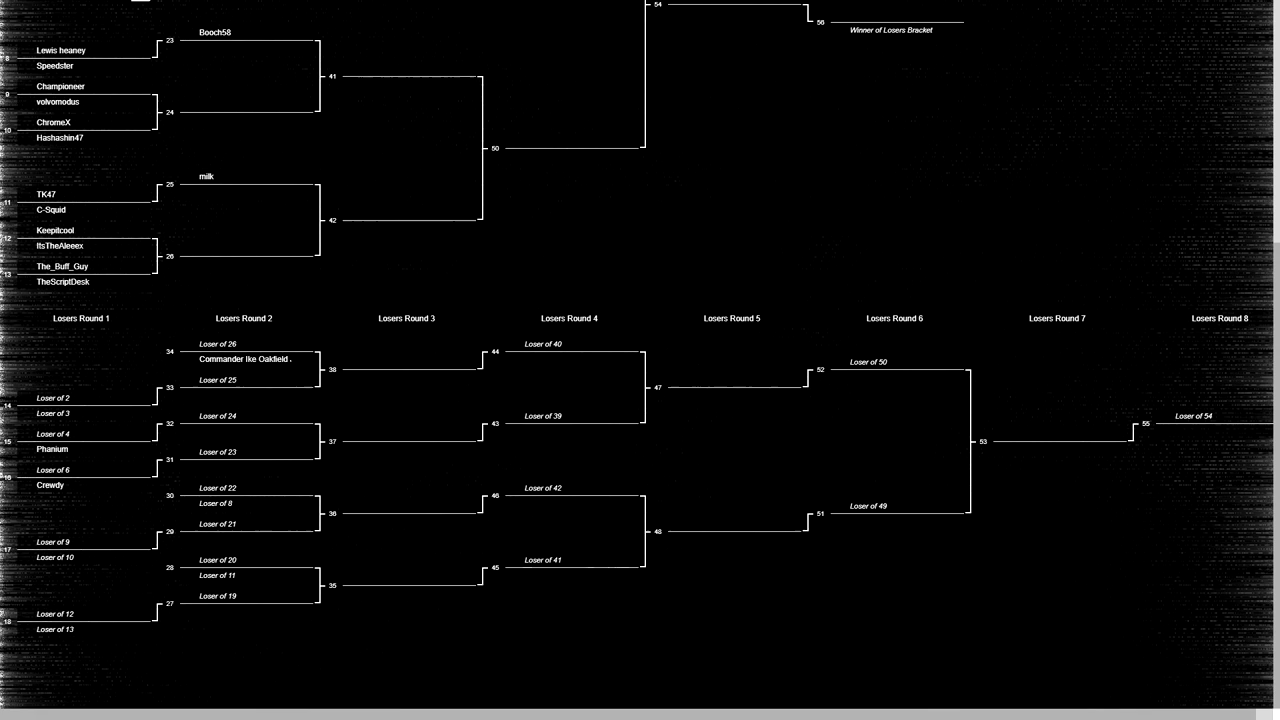 54
56
Winner of Losers Bracket
Booch58
23
Lewis heaney
8
Speedster
41
Championeer
9
volvomodus
24
ChromeX
10
Hashashin47
50
milk
25
TK47
11
C-Squid
42
Keepitcool
12
ItsTheAleeex
26
The_Buff_Guy
13
TheScriptDesk
Losers Round 1 Losers Round 2 Losers Round 3 Losers Round 4 Losers Round 5 Losers Round 6 Losers Round 7 Losers Round 8
Loser of 26
34
Commander Ike Oakfield .
44
Loser of 40
38
Loser of 25
33
Loser of 2
14
Loser of 3
47
52
Loser of 50
Loser of 24
32
Loser of 4
15
Phanium
37
43
Loser of 39
Loser of 23
31
Loser of 6
16
Crewdy
53
55
Loser of 54
Loser of 22
30
Loser of 8
36
46
Loser of 42
Loser of 21
29
Loser of 9
17
Loser of 10
48
51
Loser of 49
Loser of 20
28
Loser of 11
35
45
Loser of 41
Loser of 19
27
Loser of 12
18
Loser of 13